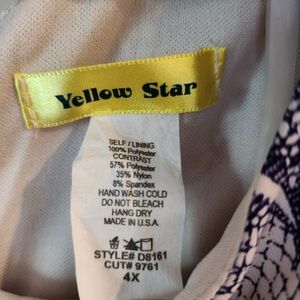 Yellow Star
SELF / LINING
100% Polyester
CONTRAST
57% Polyester
35% Nylon
8% Spandex
HAND WASH COLD
DO NOT BLEACH
HANG DRY
MADE IN U.S.A.
STYLE# D8161
CUT# 9761
4X